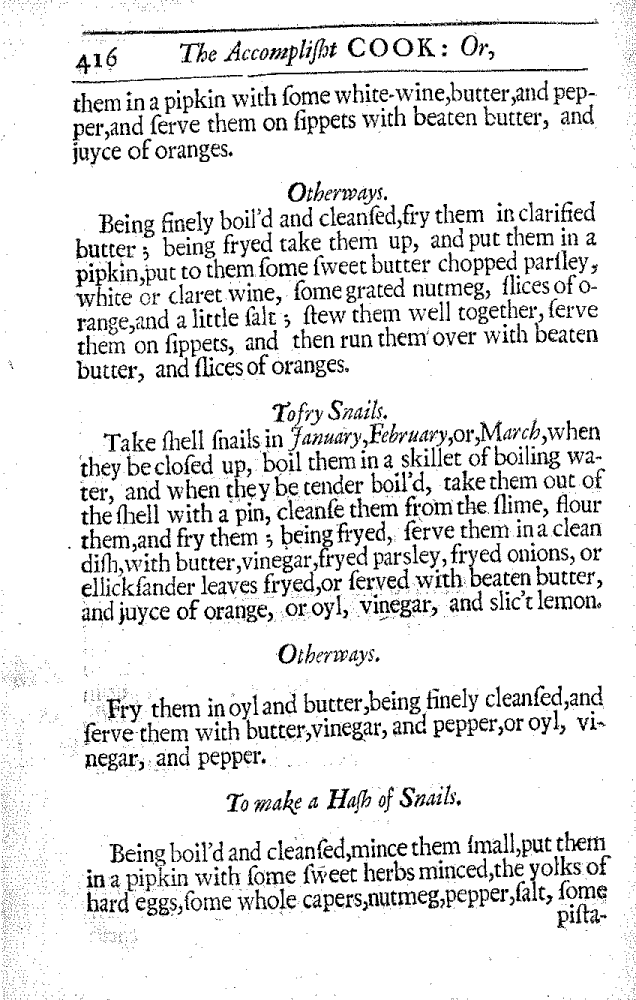 416 The Accompliſht COOK: Or,
them in a pipkin with ſome white-wine,butter,and pep-
per,and ſerve them on ſippets with beaten butter, and
juyce of oranges.
Otherways.
Being finely boil'd and cleanſed,fry them in clarified
butter; being fryed take them up, and put them in a
pipkin,put to them ſome ſweet butter chopped parſley,
white or claret wine, ſome grated nutmeg, ſlices of o-
range,and a little ſalt; ſtew them well together, ſerve
them on ſippets, and then run them over with beaten
butter, and ſlices of oranges.
To fry Snails.
Take ſhell ſnails in January,February,or,March,when
they be cloſed up, boil them in a skillet of boiling wa-
ter, and when they be tender boil'd, take them out of
the ſhell with a pin, cleanſe them from the ſlime, flour
them,and fry them; being fryed, ſerve them in a clean
diſh,with butter,vinegar,fryed parsley, fryed onions, or
ellickſander leaves fryed,or ſerved with beaten butter,
and juyce of orange, or oyl, vinegar, and slic't lemon.
Otherways.
Fry them in oyl and butter,being finely cleanſed,and
ſerve them with butter,vinegar, and pepper,or oyl, vi-
negar, and pepper.
To make a Haſh of Snails.
Being boil'd and cleanſed,mince them ſmall,put them
in a pipkin with ſome ſweet herbs minced,the yolks of
hard eggs,ſome whole capers,nutmeg,pepper,ſalt, ſome
piſta-